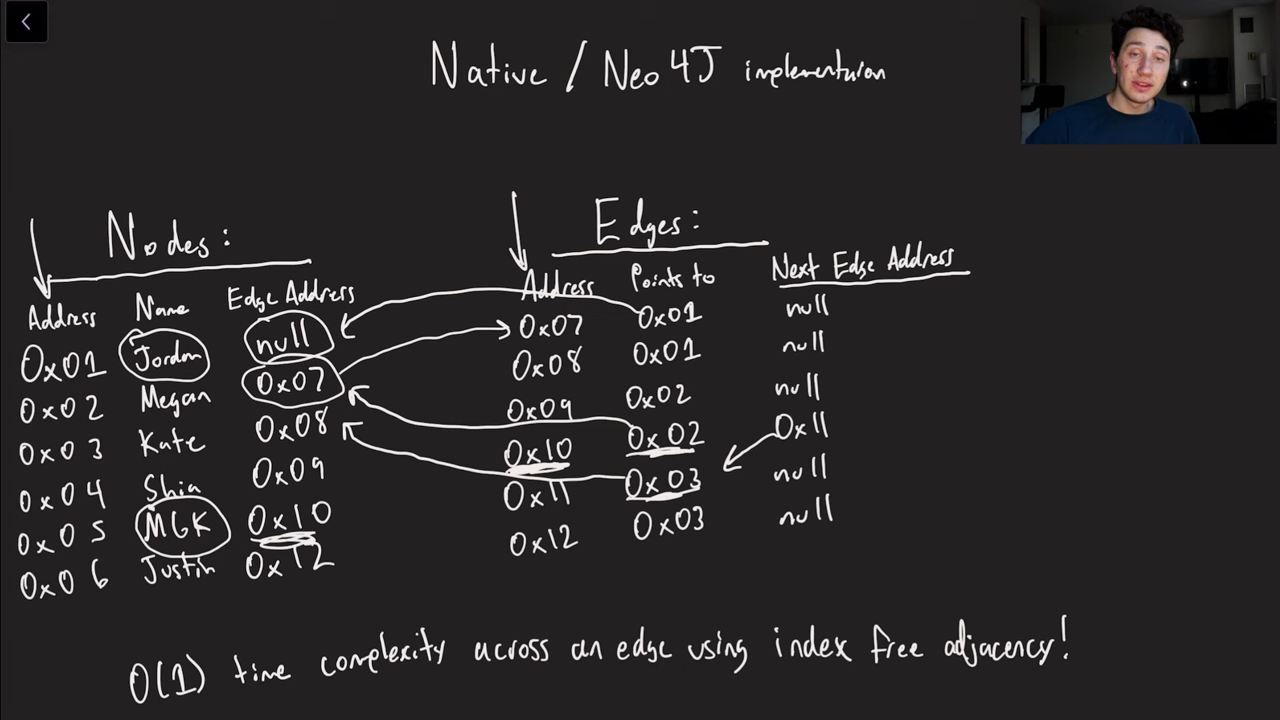 Native / Neo4J implementaion
Nodes:
Address Name Edge Address
0x01 Jordan null
0x02 Megan 0x07
0x03 Kate 0x08
0x04 Shia 0x09
0x05 MGK 0x10
0x06 Justin 0x12
Edges:
Address Points to Next Edge Address
0x07 0x01 null
0x08 0x01 null
0x09 0x02 null
0x10 0x02 0x11
0x11 0x03 null
0x12 0x03 null
O(1) time complexity across an edge using index free adjacency!